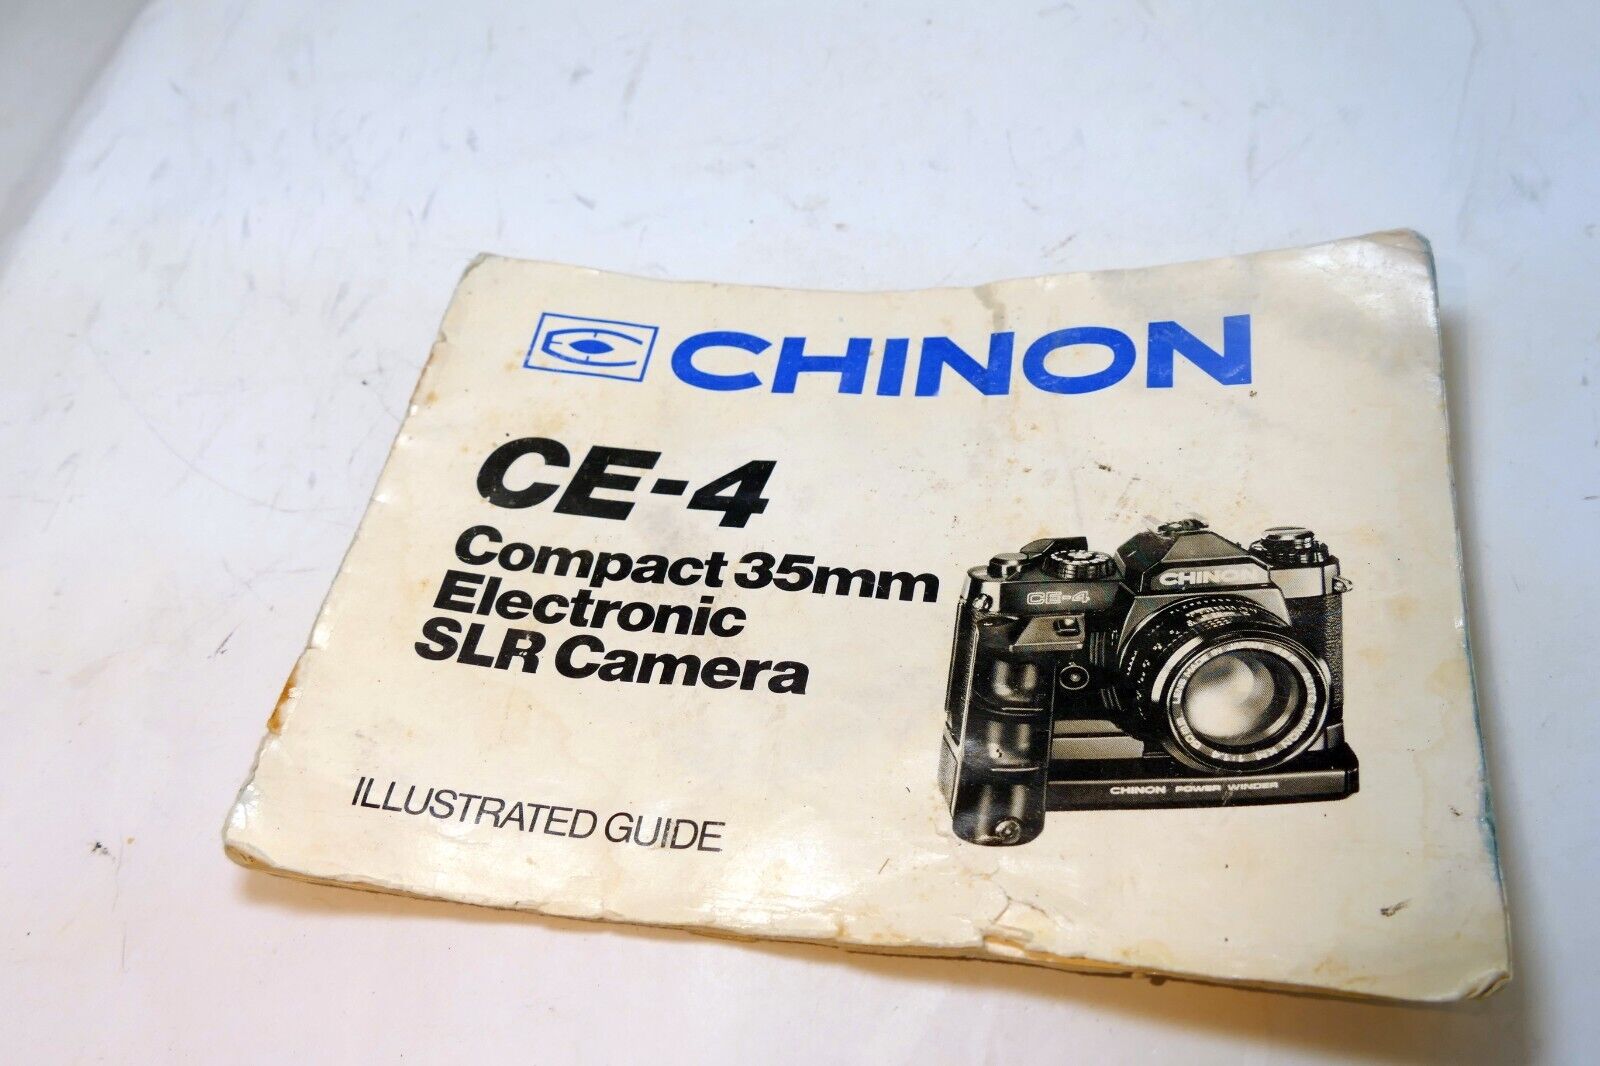 CHINON
CE-4
Compact 35mm
Electronic
SLR Camera
ILLUSTRATED GUIDE
CHINON
CE-4
CHINON POWER WINDER